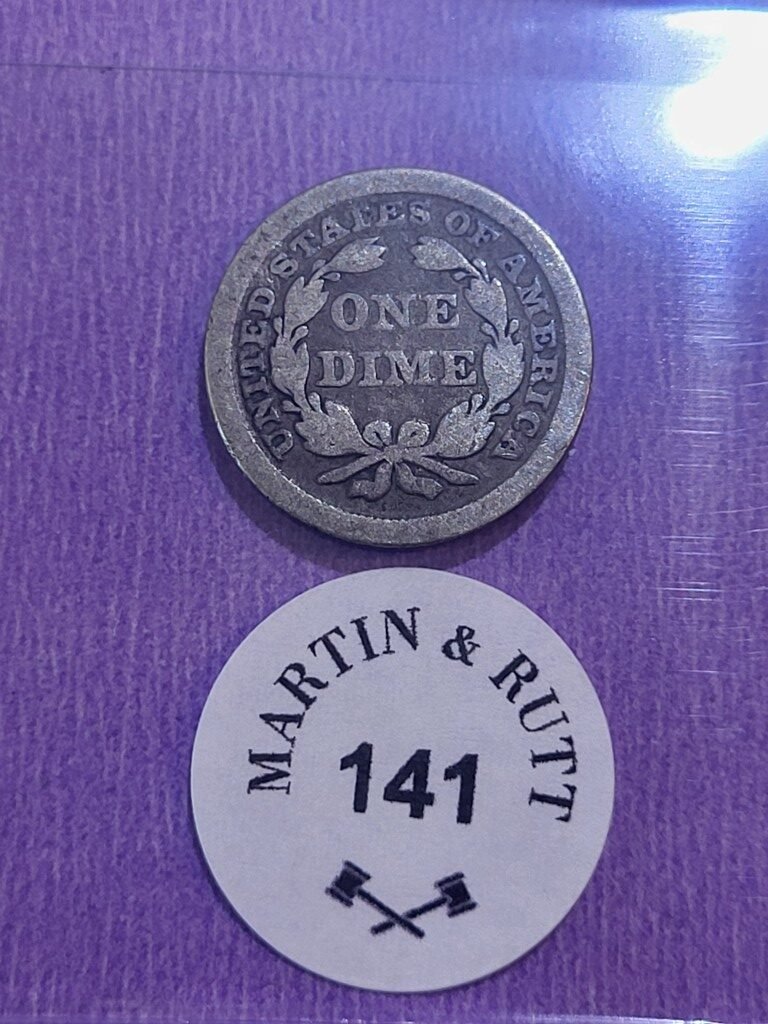 UNITED STATES OF AMERICA
ONE
DIME
MARTIN & RUTT
141